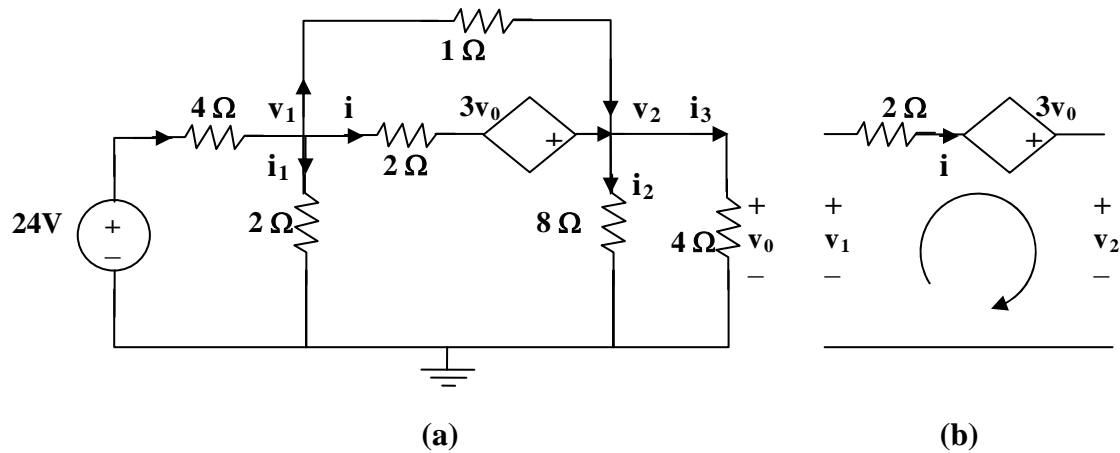 1 Ω
4 Ω v₁ i 3v₀ + v₂ i₃
2 Ω
i₁ i₂
24V + – 2 Ω 8 Ω 4 Ω + v₀ –
(a)
2 Ω 3v₀
i +
+ v₁ – + v₂ –
(b)